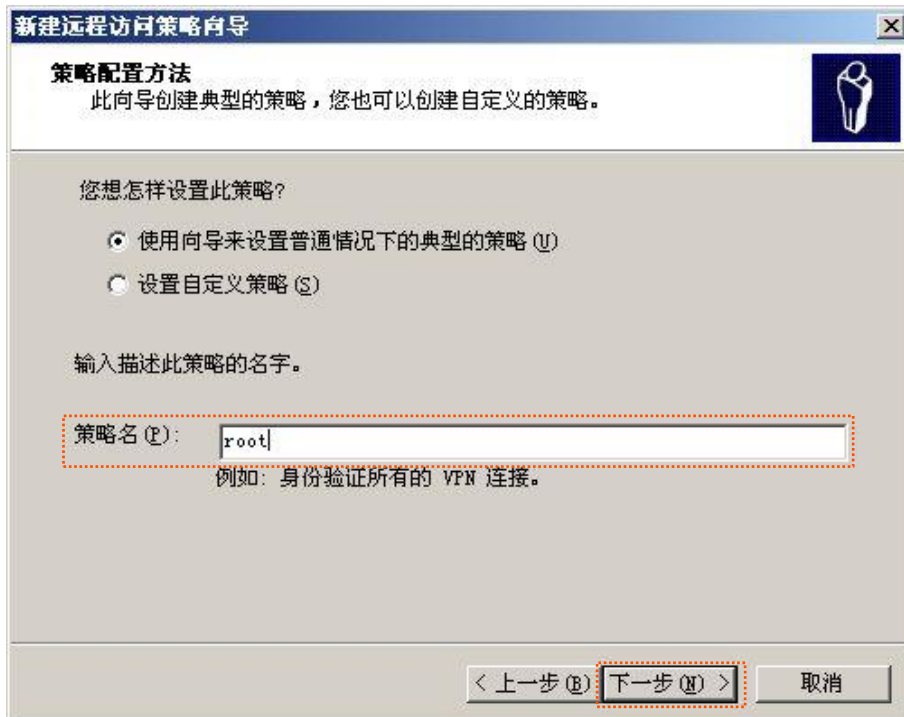 新建远程访问策略向导
策略配置方法
此向导创建典型的策略，您也可以创建自定义的策略。
您想怎样设置此策略?
使用向导来设置普通情况下的典型的策略(U)
设置自定义策略(S)
输入描述此策略的名字。
策略名(P): root
例如: 身份验证所有的 VPN 连接。
< 上一步(B) 下一步(N) > 取消